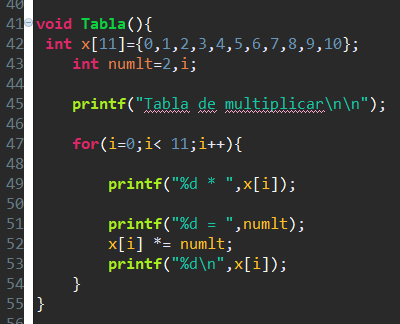 40
41 void Tabla(){
42 int x[11]={0,1,2,3,4,5,6,7,8,9,10};
43 int numlt=2,i;
44
45 printf("Tabla de multiplicar\n\n");
46
47 for(i=0;i< 11;i++){
48
49 printf("%d * ",x[i]);
50
51 printf("%d = ",numlt);
52 x[i] *= numlt;
53 printf("%d\n",x[i]);
54 }
55 }
56